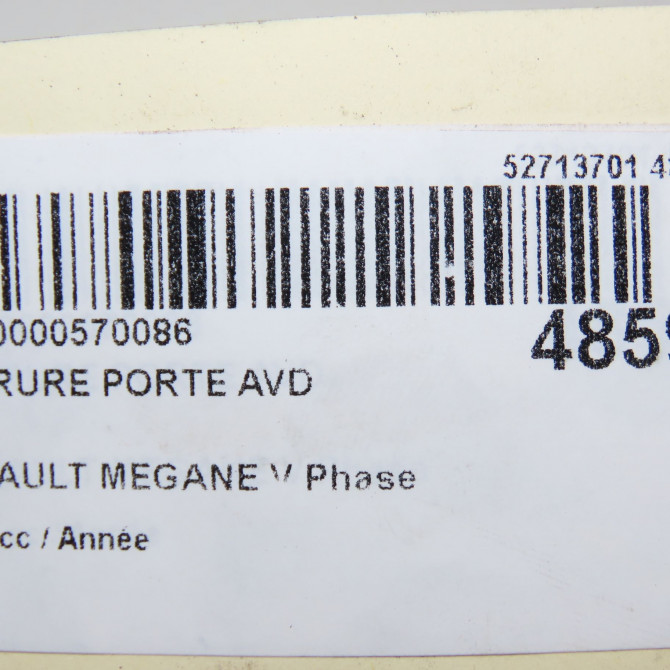 52713701 4
0000570086
4859
RURE PORTE AVD
AULT MEGANE V Phase
cc / Année